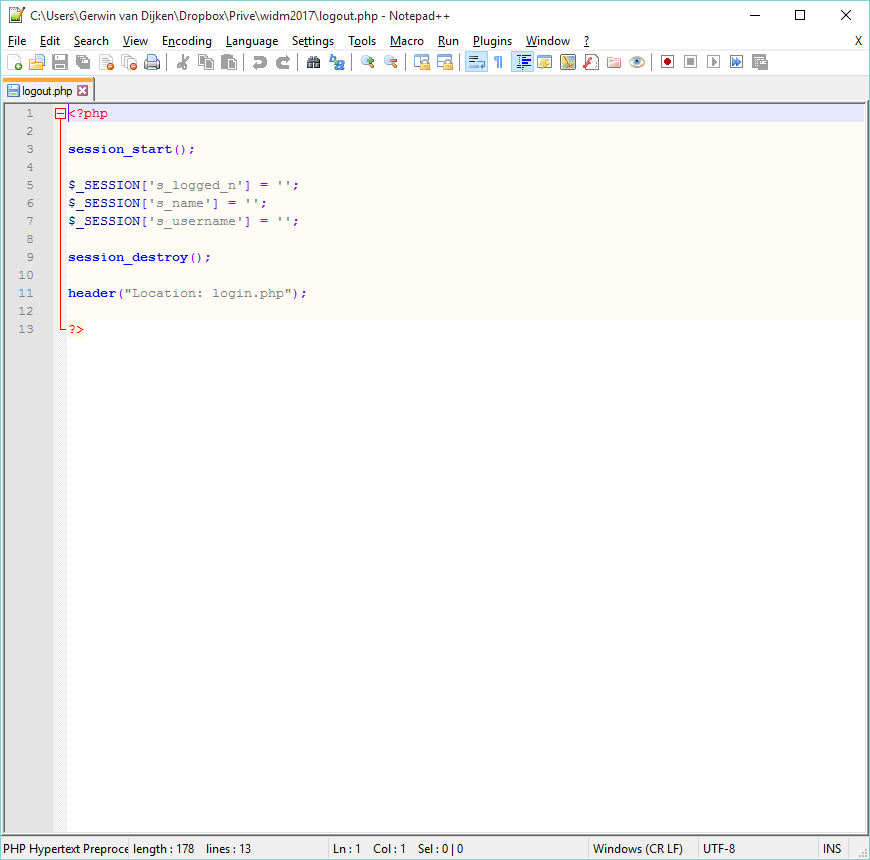 C:\Users\Gerwin van Dijken\Dropbox\Prive\widm2017\logout.php - Notepad++
File Edit Search View Encoding Language Settings Tools Macro Run Plugins Window ? X
logout.php
1 <?php
2
3 session_start();
4
5 $_SESSION['s_logged_n'] = '';
6 $_SESSION['s_name'] = '';
7 $_SESSION['s_username'] = '';
8
9 session_destroy();
10
11 header("Location: login.php");
12
13 ?>
PHP Hypertext Preproce length : 178 lines : 13 Ln : 1 Col : 1 Sel : 0 | 0 Windows (CR LF) UTF-8 INS